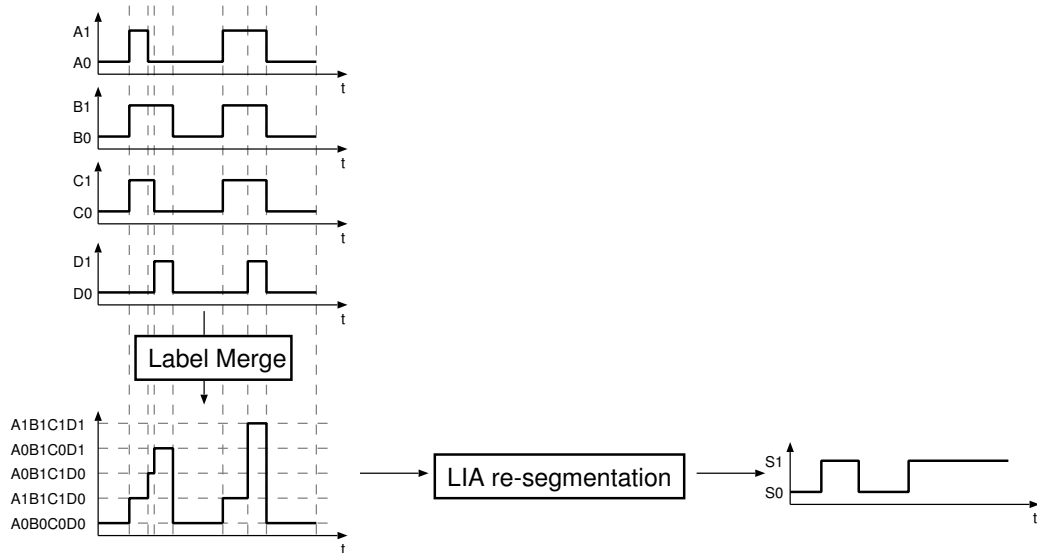 A1
A0
t
B1
B0
t
C1
C0
t
D1
D0
t
Label Merge
A1B1C1D1
A0B1C0D1
A0B1C1D0
A1B1C1D0
A0B0C0D0
t
LIA re-segmentation
S1
S0
t